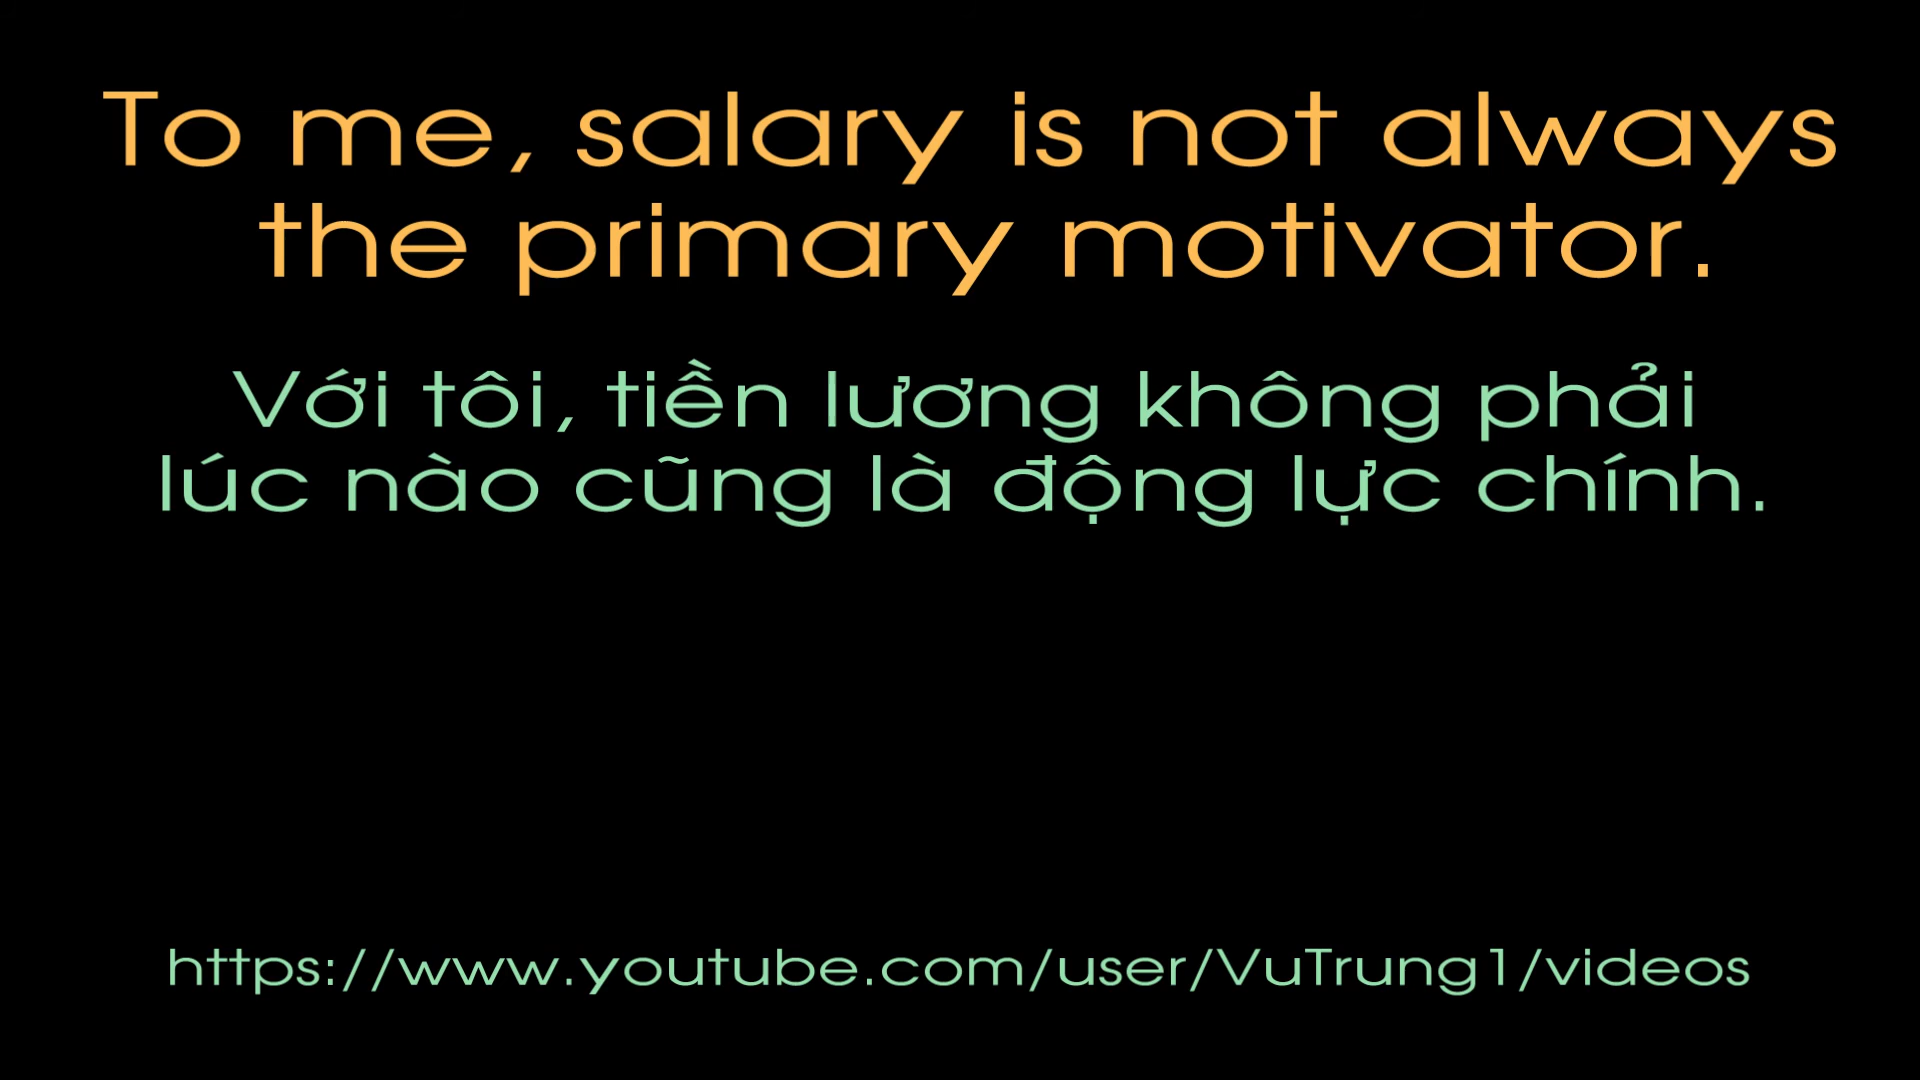 To me, salary is not always
the primary motivator.
Với tôi, tiền lương không phải
lúc nào cũng là động lực chính.
https://www.youtube.com/user/VuTrung1/videos